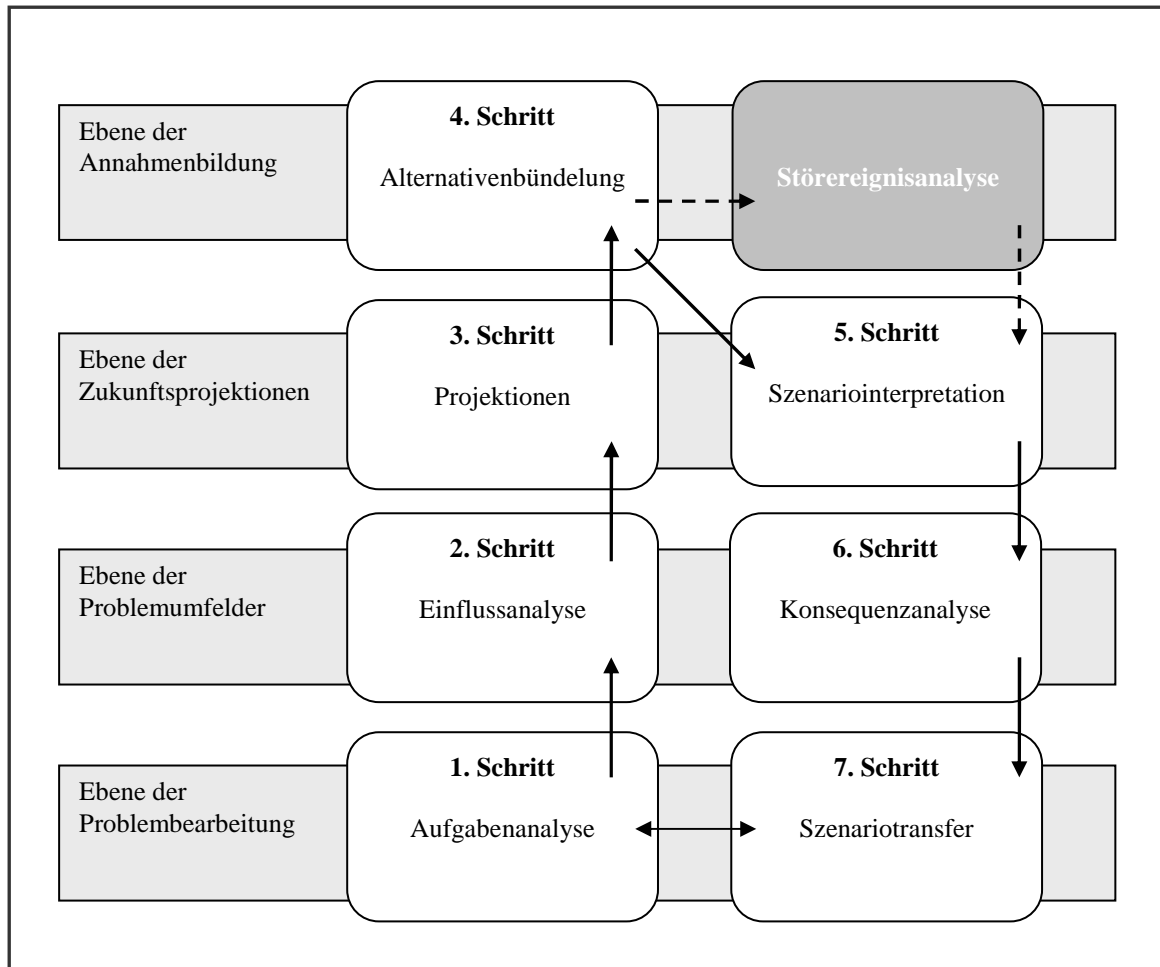 Ebene der
Annahmenbildung
4. Schritt
Alternativenbündelung
Störereignisanalyse
Ebene der
Zukunftsprojektionen
3. Schritt
Projektionen
5. Schritt
Szenariointerpretation
Ebene der
Problemumfelder
2. Schritt
Einflussanalyse
6. Schritt
Konsequenzanalyse
Ebene der
Problembearbeitung
1. Schritt
Aufgabenanalyse
7. Schritt
Szenariotransfer